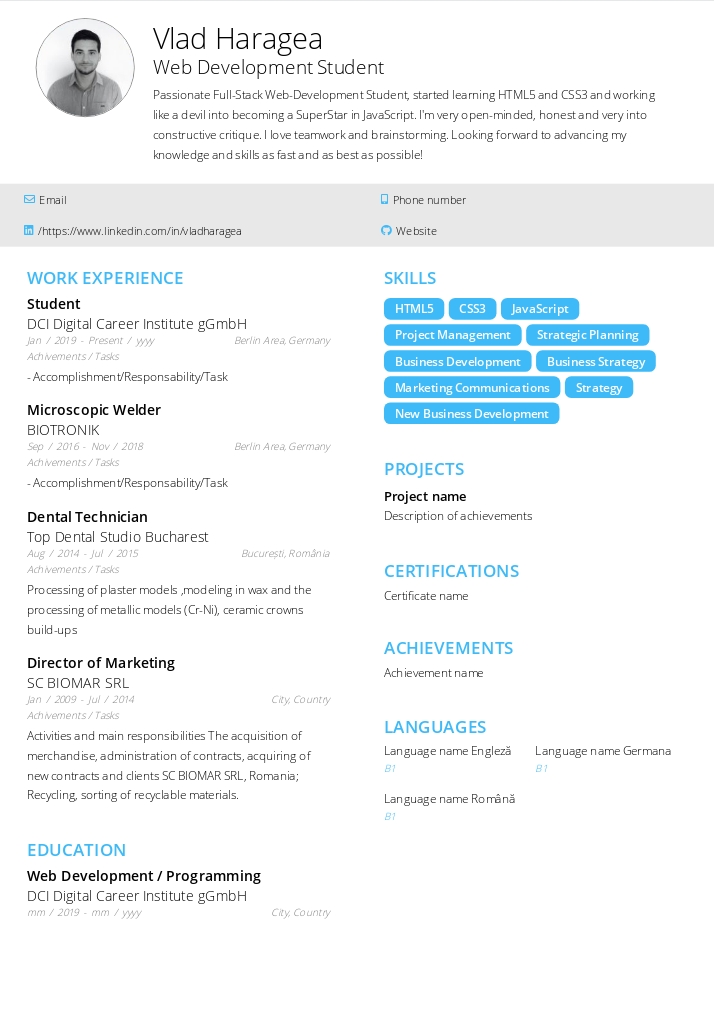 Vlad Haragea
Web Development Student
Passionate Full-Stack Web-Development Student, started learning HTML5 and CSS3 and working
like a devil into becoming a SuperStar in JavaScript. I'm very open-minded, honest and very into
constructive critique. I love teamwork and brainstorming. Looking forward to advancing my
knowledge and skills as fast and as best as possible!
Email
Phone number
/https://www.linkedin.com/in/vladharagea
Website
WORK EXPERIENCE
Student
DCI Digital Career Institute gGmbH
Jan / 2019 - Present / yyyy
Berlin Area, Germany
Achivements / Tasks
- Accomplishment/Responsability/Task
Microscopic Welder
BIOTRONIK
Sep / 2016 - Nov / 2018
Berlin Area, Germany
Achivements / Tasks
- Accomplishment/Responsability/Task
Dental Technician
Top Dental Studio Bucharest
Aug / 2014 - Jul / 2015
București, România
Achivements / Tasks
Processing of plaster models ,modeling in wax and the
processing of metallic models (Cr-Ni), ceramic crowns
build-ups
Director of Marketing
SC BIOMAR SRL
Jan / 2009 - Jul / 2014
City, Country
Achivements / Tasks
Activities and main responsibilities The acquisition of
merchandise, administration of contracts, acquiring of
new contracts and clients SC BIOMAR SRL, Romania;
Recycling, sorting of recyclable materials.
EDUCATION
Web Development / Programming
DCI Digital Career Institute gGmbH
mm / 2019 - mm / yyyy
City, Country
SKILLS
HTML5
CSS3
JavaScript
Project Management
Strategic Planning
Business Development
Business Strategy
Marketing Communications
Strategy
New Business Development
PROJECTS
Project name
Description of achievements
CERTIFICATIONS
Certificate name
ACHIEVEMENTS
Achievement name
LANGUAGES
Language name Engleză
B1
Language name Germana
B1
Language name Română
B1